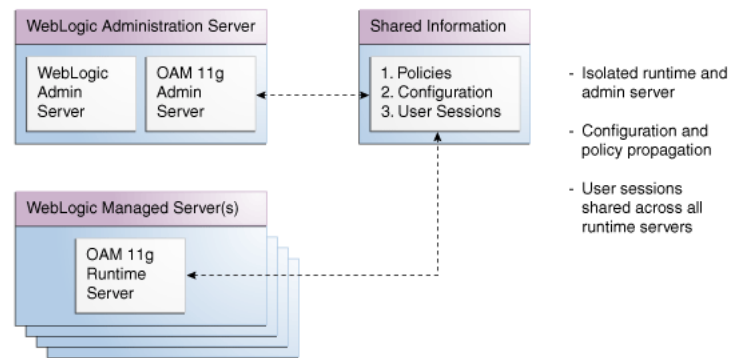 WebLogic Administration Server
WebLogic
Admin
Server
OAM 11g
Admin
Server
Shared Information
1. Policies
2. Configuration
3. User Sessions
- Isolated runtime and
admin server
- Configuration and
policy propagation
- User sessions
shared across all
runtime servers
WebLogic Managed Server(s)
OAM 11g
Runtime
Server